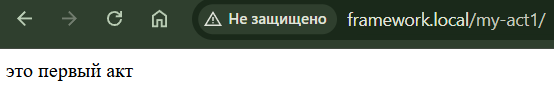 Не защищено framework.local/my-act1/
это первый акт